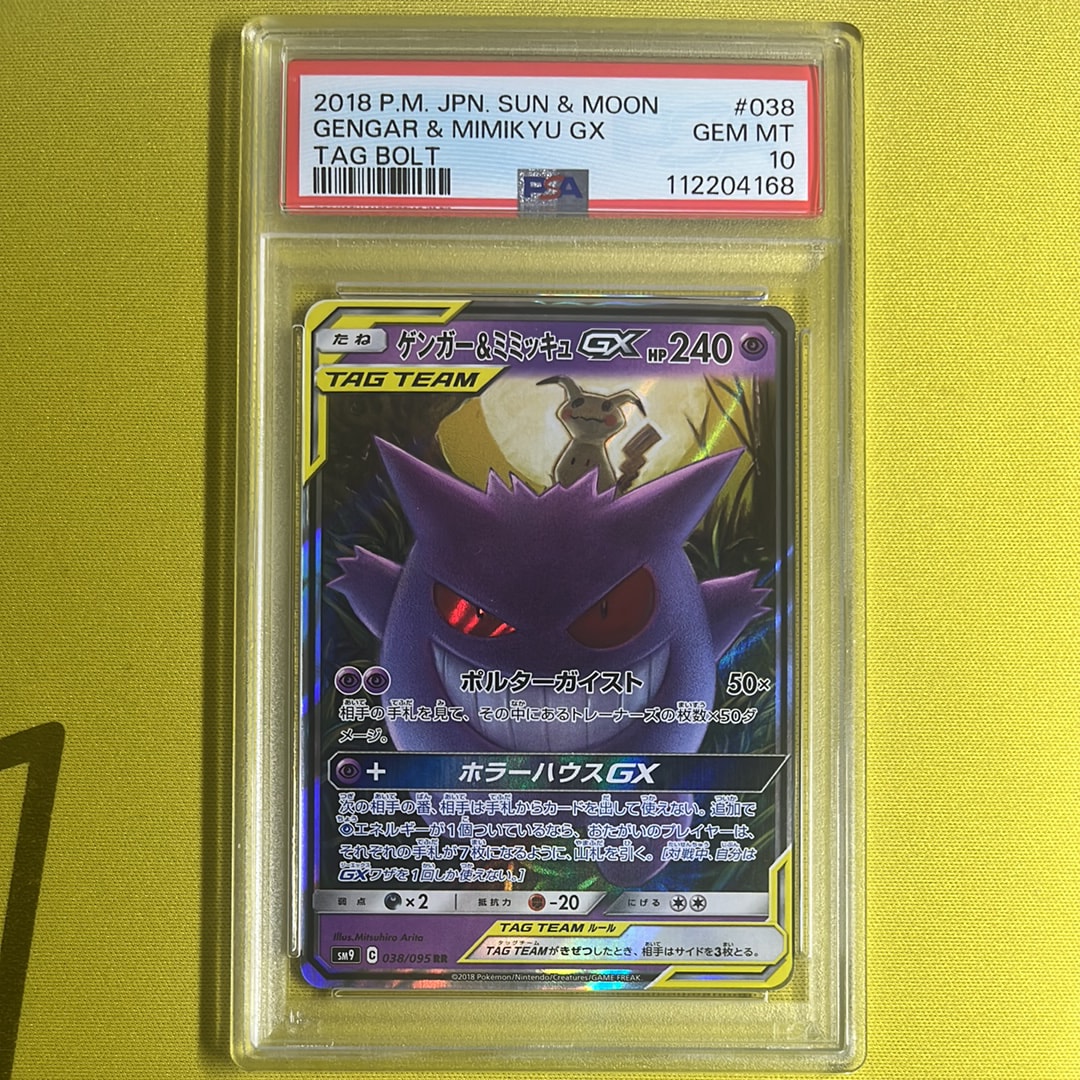 2018 P.M. JPN. SUN & MOON #038
GENGAR & MIMIKYU GX GEM MT
TAG BOLT 10
112204168
PSA
たね ゲンガー&ミミッキュGX HP240
TAG TEAM
ポルターガイスト 50×
相手の手札を見て、その中にあるトレーナーズの枚数×50ダ
メージ。
+ ホラーハウスGX
次の相手の番、相手は手札からカードを出して使えない。追加で
エネルギーが1個ついているなら、おたがいのプレイヤーは、
それぞれの手札が7枚になるように、山札を引く。[対戦中、自分は
GXワザを1回しか使えない。]
弱点 ×2 抵抗力 -20 にげる
TAG TEAM ルール
TAG TEAMがきぜつしたとき、相手はサイドを3枚とる。
Illus.Mitsuhiro Arita
SM9 C 038/095 RR
©2018 Pokémon/Nintendo/Creatures/GAME FREAK